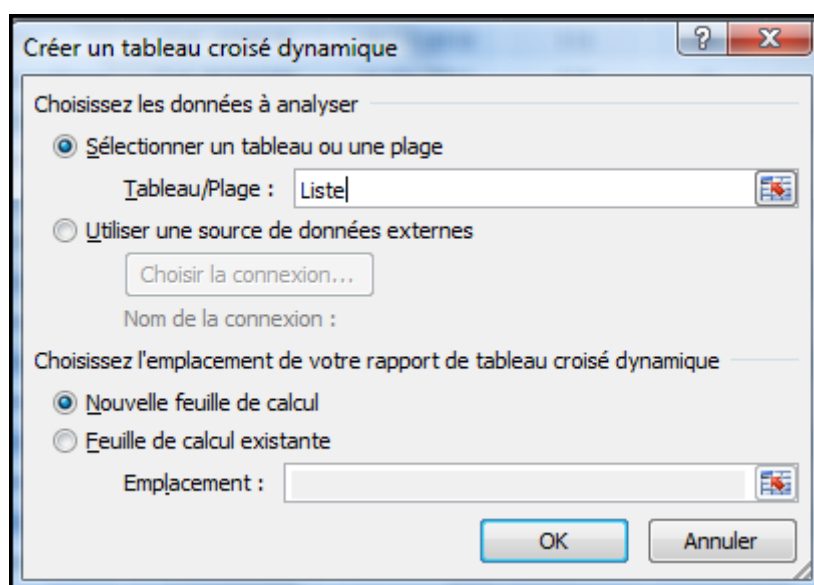 Créer un tableau croisé dynamique
Choisissez les données à analyser
Sélectionner un tableau ou une plage
Tableau/Plage : Liste
Utiliser une source de données externes
Choisir la connexion...
Nom de la connexion :
Choisissez l'emplacement de votre rapport de tableau croisé dynamique
Nouvelle feuille de calcul
Feuille de calcul existante
Emplacement :
OK Annuler